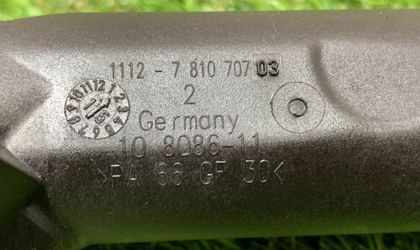 1112 - 7 810 707 03
2
Germany
10 8086-11
>PA 66 GF 30<